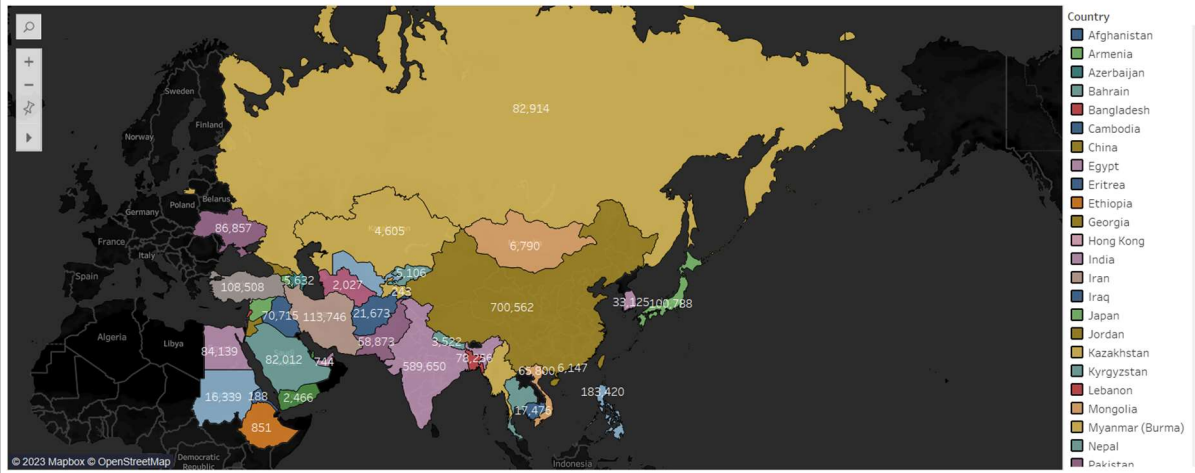 Country
Afghanistan
Armenia
Azerbaijan
Bahrain
Bangladesh
Cambodia
China
Egypt
Eritrea
Ethiopia
Georgia
Hong Kong
India
Iran
Iraq
Japan
Jordan
Kazakhstan
Kyrgyzstan
Lebanon
Mongolia
Myanmar (Burma)
Nepal
Pakistan
Sweden
82,914
Finland
Norway
Belarus
Poland
Germany
86,857
France
4,605
6,790
Italy
Spain
5,106
5,632
2,027
108,508
243
700,562
33,125
100,788
70,715
113,746
21,673
Algeria
Libya
58,873
3,522
84,139
82,012
744
589,650
78,256
65,800
6,147
16,339
188
2,466
183,420
17,475
851
Democratic
Republic
Indonesia
© 2023 Mapbox © OpenStreetMap